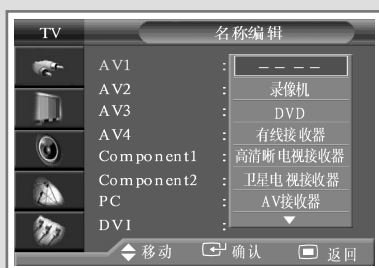 TV 名称编辑
AV1 : – – – –
AV2 : 录像机
AV3 : DVD
AV4 : 有线接收器
Component1 : 高清晰电视接收器
Component2 : 卫星电视接收器
PC : AV接收器
DVI :
移动 确认 返回